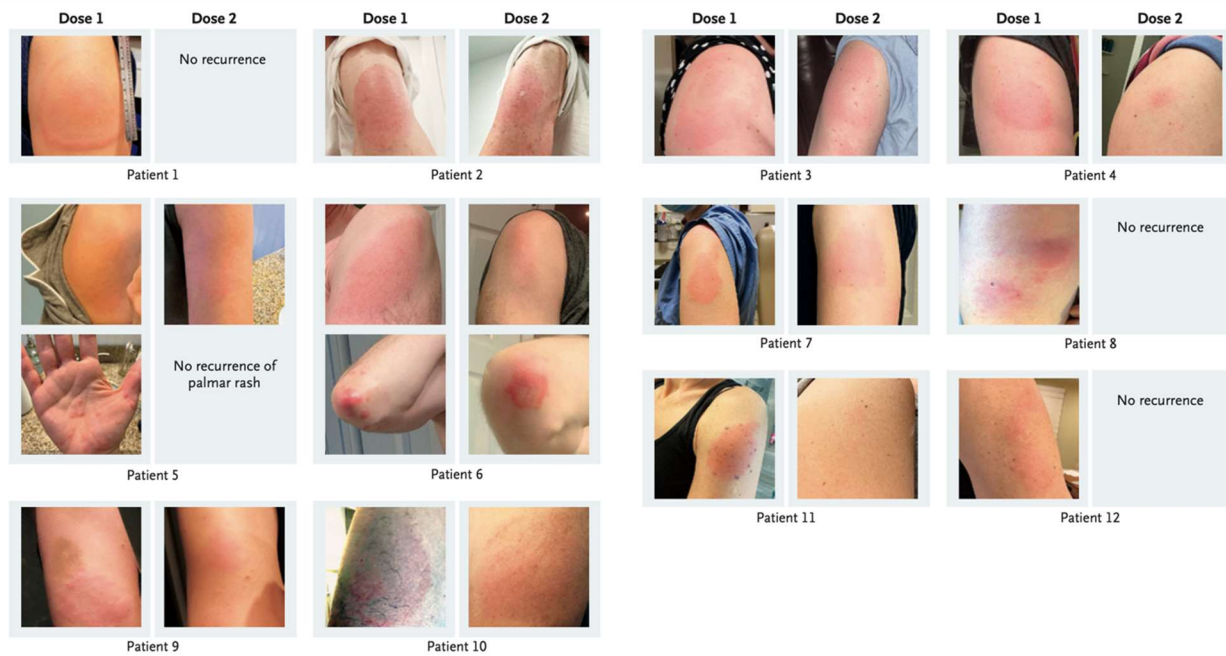 Dose 1 Dose 2 Dose 1 Dose 2 Dose 1 Dose 2 Dose 1 Dose 2
No recurrence
Patient 1 Patient 2 Patient 3 Patient 4
No recurrence
Patient 7 Patient 8
No recurrence of
palmar rash
Patient 5 Patient 6
No recurrence
Patient 11 Patient 12
Patient 9 Patient 10